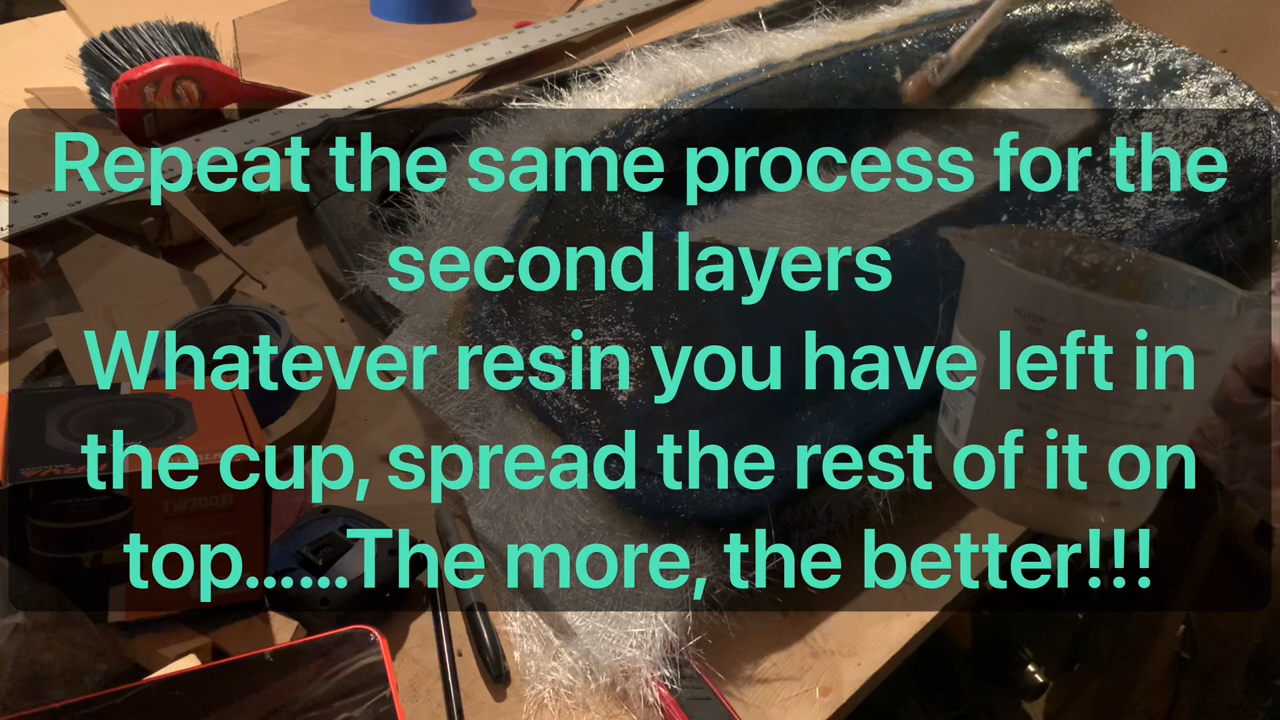 Repeat the same process for the
second layers
Whatever resin you have left in
the cup, spread the rest of it on
top......The more, the better!!!
TW700Ti